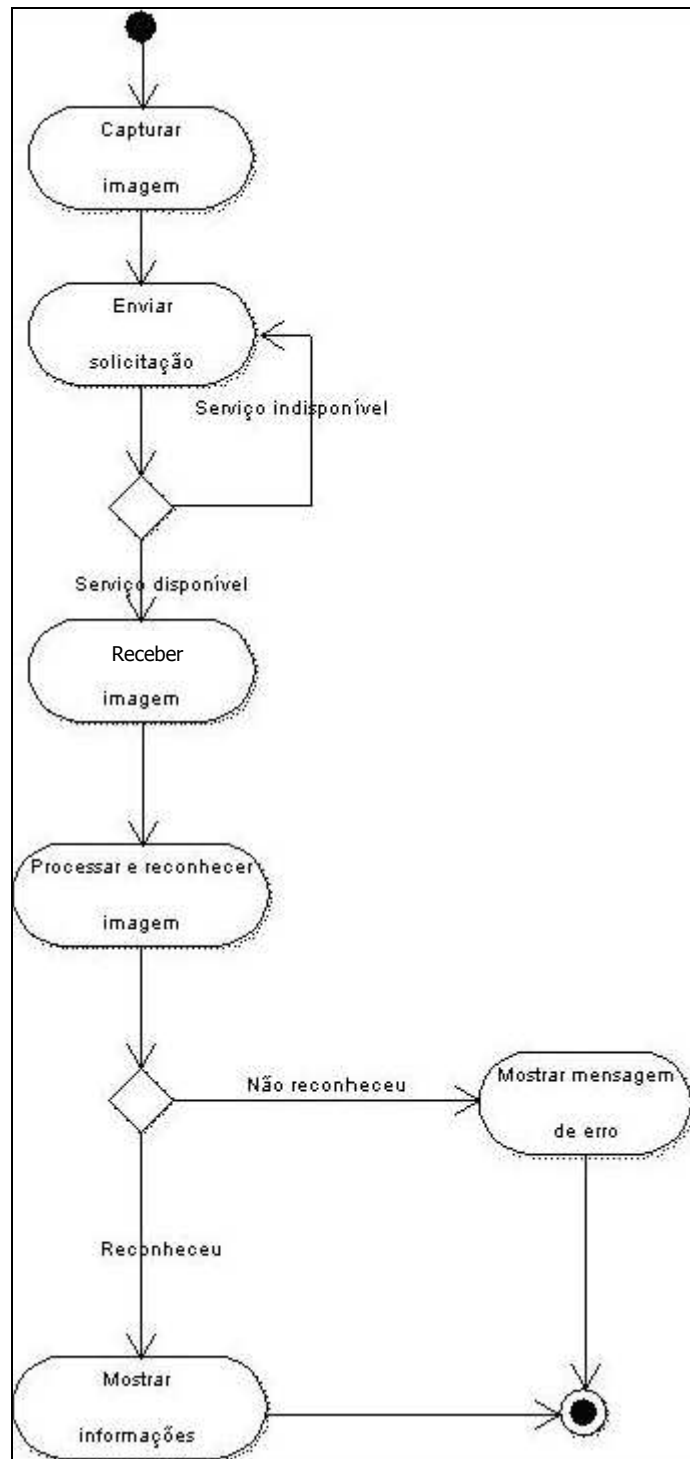 Capturar
imagem
Enviar
solicitação
Serviço indisponível
Serviço disponível
Receber
imagem
Processar e reconhecer
imagem
Não reconheceu
Mostrar mensagem
de erro
Reconheceu
Mostrar
informações